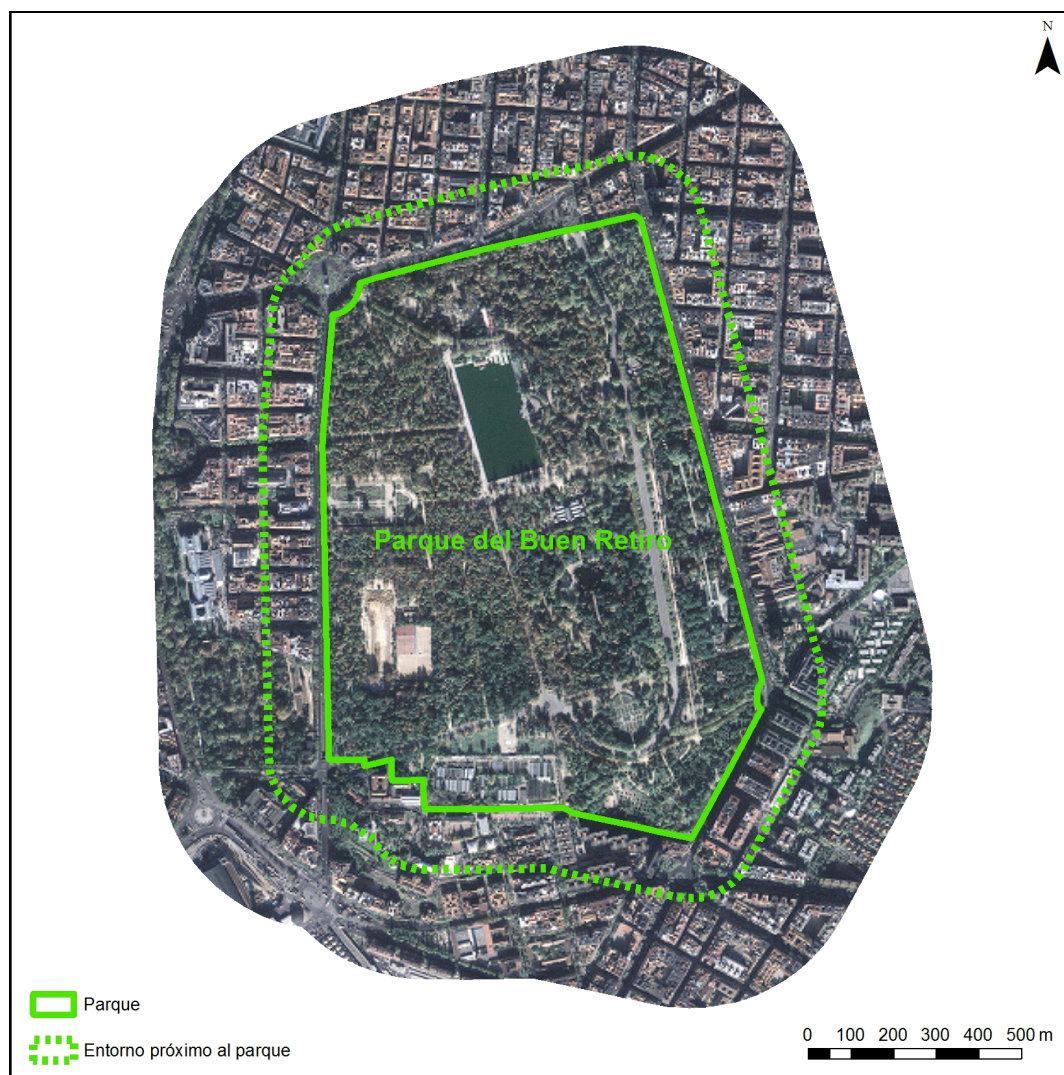 N
Parque del Buen Retiro
Parque
Entorno próximo al parque
0 100 200 300 400 500 m